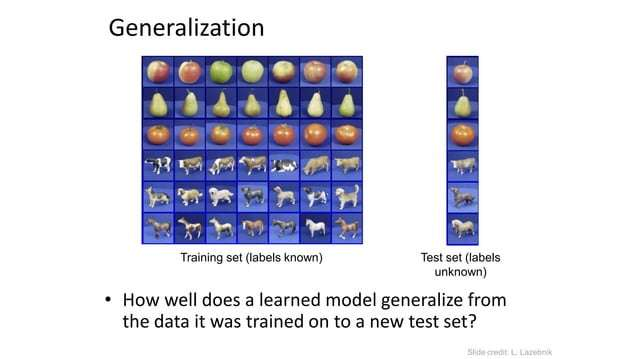 Generalization
Training set (labels known)
Test set (labels
unknown)
• How well does a learned model generalize from
the data it was trained on to a new test set?
Slide credit: L. Lazebnik